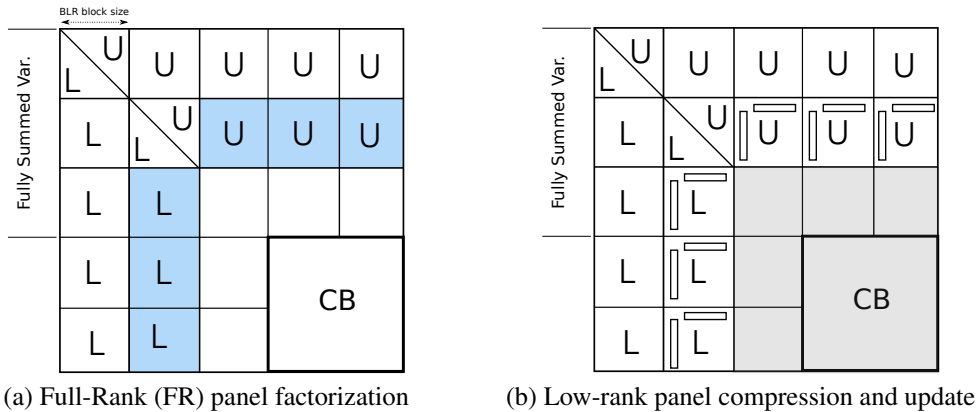 BLR block size
Fully Summed Var.
U U U U U
L
L U U U U
L
L L
L L
CB
L L
(a) Full-Rank (FR) panel factorization
Fully Summed Var.
U U U U U
L
L U U U U
L
L L
L L
CB
L L
(b) Low-rank panel compression and update